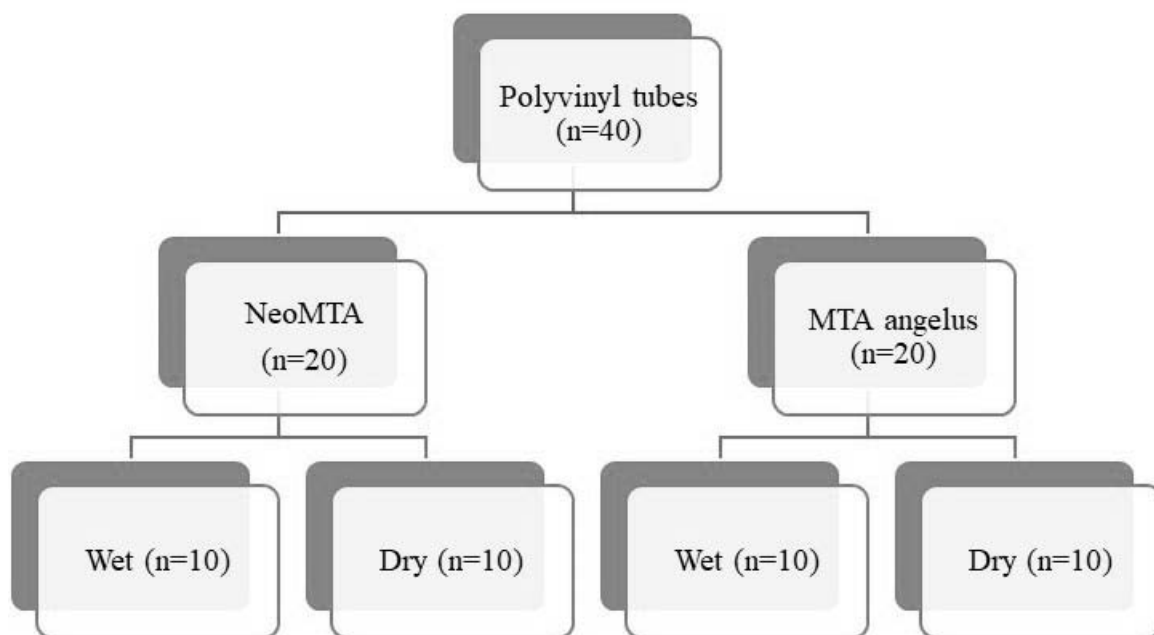 Polyvinyl tubes
(n=40)
NeoMTA
(n=20)
MTA angelus
(n=20)
Wet (n=10)
Dry (n=10)
Wet (n=10)
Dry (n=10)